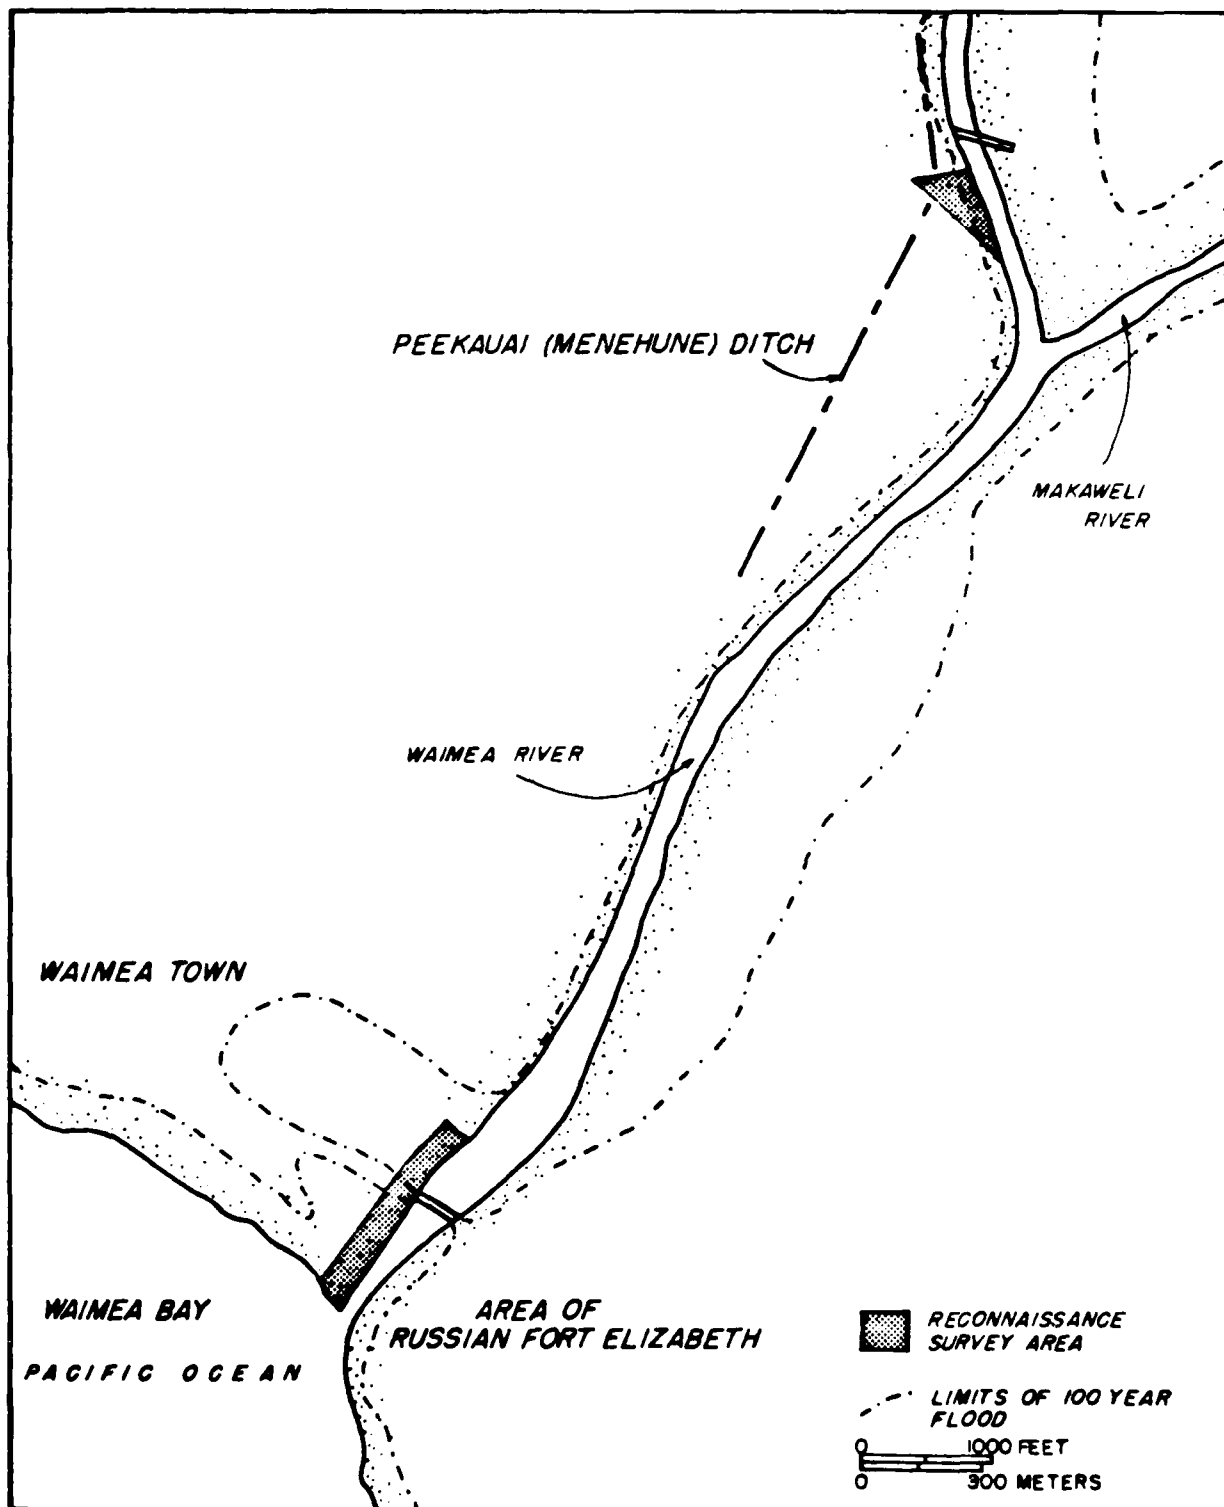 PEEKAUAI (MENEHUNE) DITCH
MAKAWELI
RIVER
WAIMEA RIVER
WAIMEA TOWN
WAIMEA BAY
PACIFIC OCEAN
AREA OF
RUSSIAN FORT ELIZABETH
RECONNAISSANCE
SURVEY AREA
LIMITS OF 100 YEAR
FLOOD
0 1000 FEET
0 300 METERS